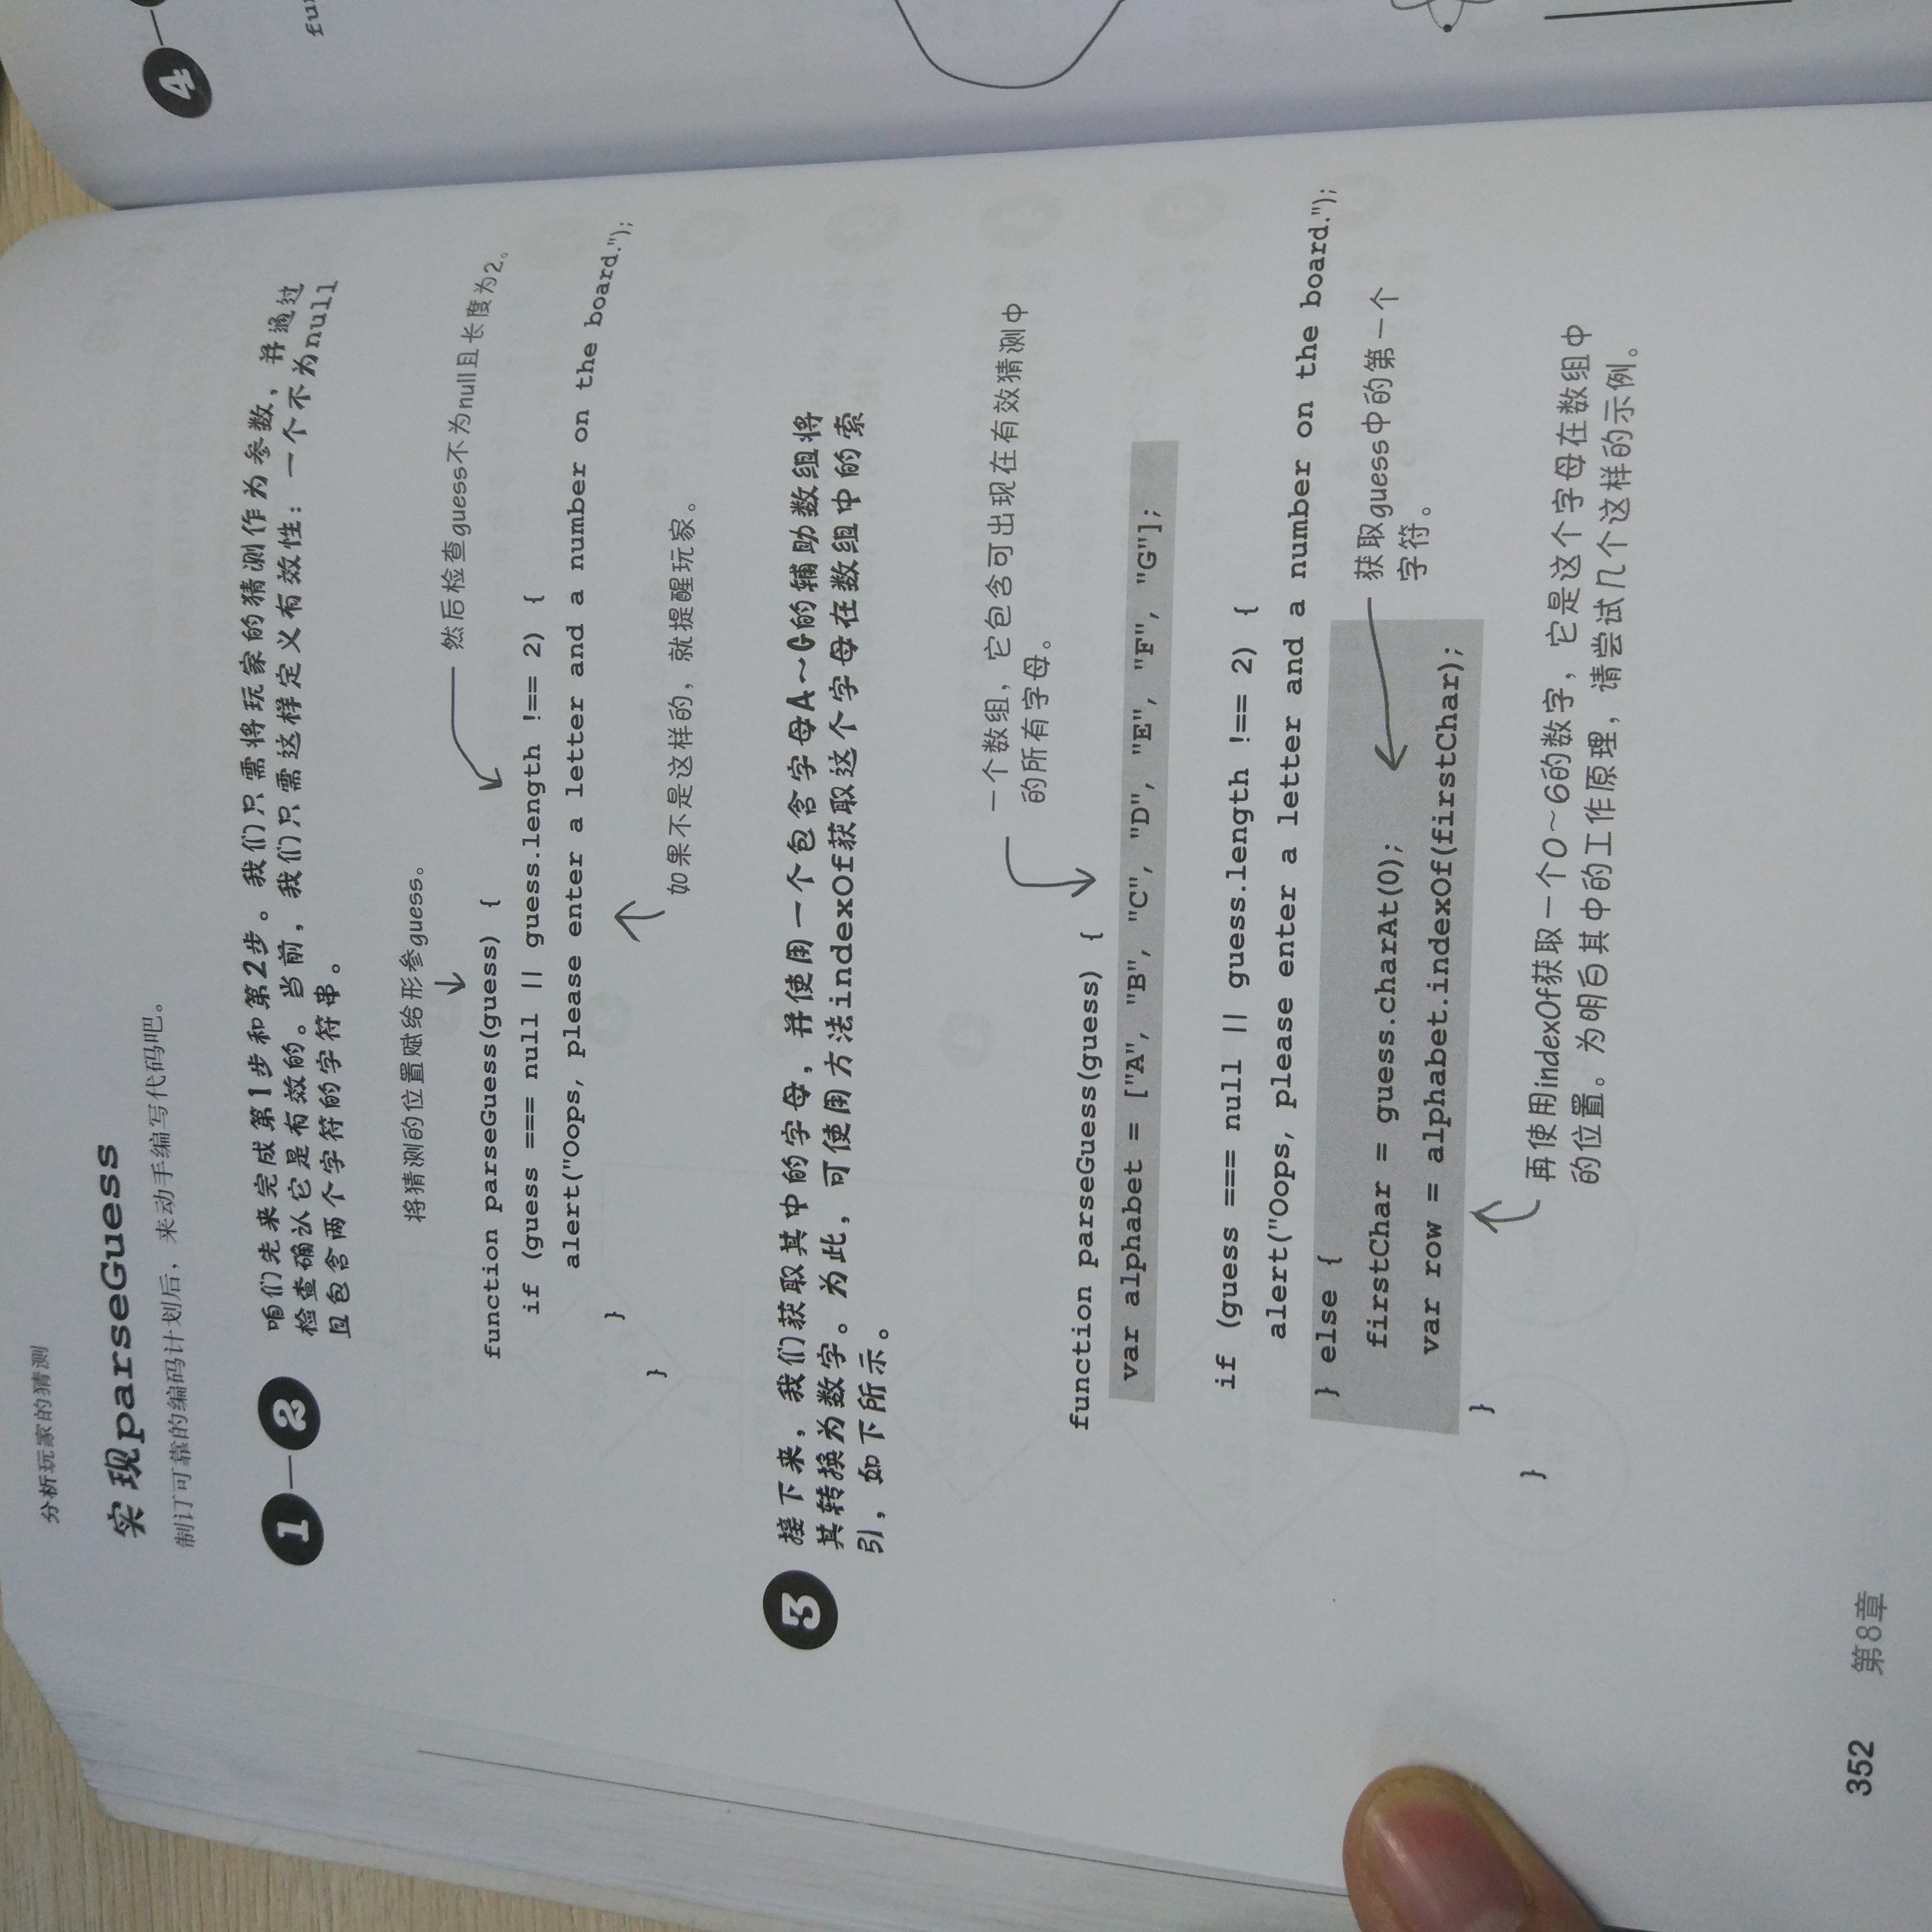 分析玩家的猜测
实现parseGuess
制订可靠的编码计划后，来动手编写代码吧。
1—2
咱们先来完成第1步和第2步。我们只需将玩家的猜测作为参数，并通过
检查确认它是有效的。当前，我们只需这样定义有效性：一个不为null
且包含两个字符的字符串。
将猜测的位置赋给形参guess。
然后检查guess不为null且长度为2。
function parseGuess(guess) {
if (guess === null || guess.length !== 2) {
alert("Oops, please enter a letter and a number on the board.");
}
}
如果不是这样的，就提醒玩家。
3
接下来，我们获取其中的字母，并使用一个包含字母A～G的辅助数组将
其转换为数字。为此，可使用方法indexOf获取这个字母在数组中的索
引，如下所示。
一个数组，它包含可出现在有效猜测中
的所有字母。
function parseGuess(guess) {
var alphabet = ["A", "B", "C", "D", "E", "F", "G"];
if (guess === null || guess.length !== 2) {
alert("Oops, please enter a letter and a number on the board.");
} else {
firstChar = guess.charAt(0);
var row = alphabet.indexOf(firstChar);
}
}
获取guess中的第一个
字符。
再使用indexOf获取一个0～6的数字，它是这个字母在数组中
的位置。为明白其中的工作原理，请尝试几个这样的示例。
352 第8章
4